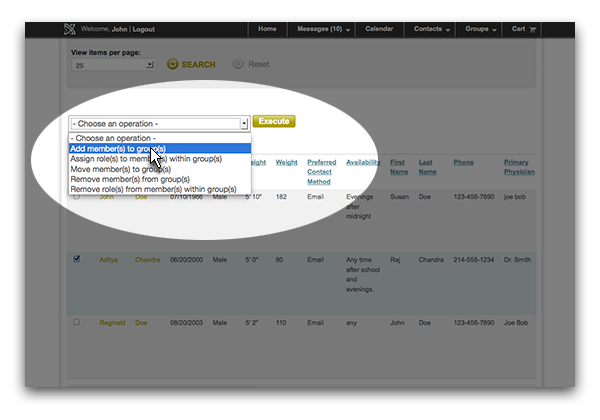 Welcome, John | Logout
Home
Messages (10)
Calendar
Contacts
Groups
Cart
View items per page:
25
SEARCH
Reset
- Choose an operation -
Execute
- Choose an operation -
Add member(s) to group(s)
Assign role(s) to member(s) within group(s)
Move member(s) to group(s)
Remove member(s) from group(s)
Remove role(s) from member(s) within group(s)
Weight
Preferred
Contact
Method
Availability
First
Name
Last
Name
Phone
Primary
Physician
John Doe 07/10/1966 Male 5' 10" 182 Email Evenings Susan Doe 123-456-7890 joe bob
after
midnight
Aditya Chandra 06/20/2000 Male 5' 0" 80 Email Any time Raj Chandra 214-555-1234 Dr. Smith
after school
and
evenings.
Reginald Doe 08/20/2003 Male 5' 2" 110 Email any John Doe 123-456-7890 Joe Bob